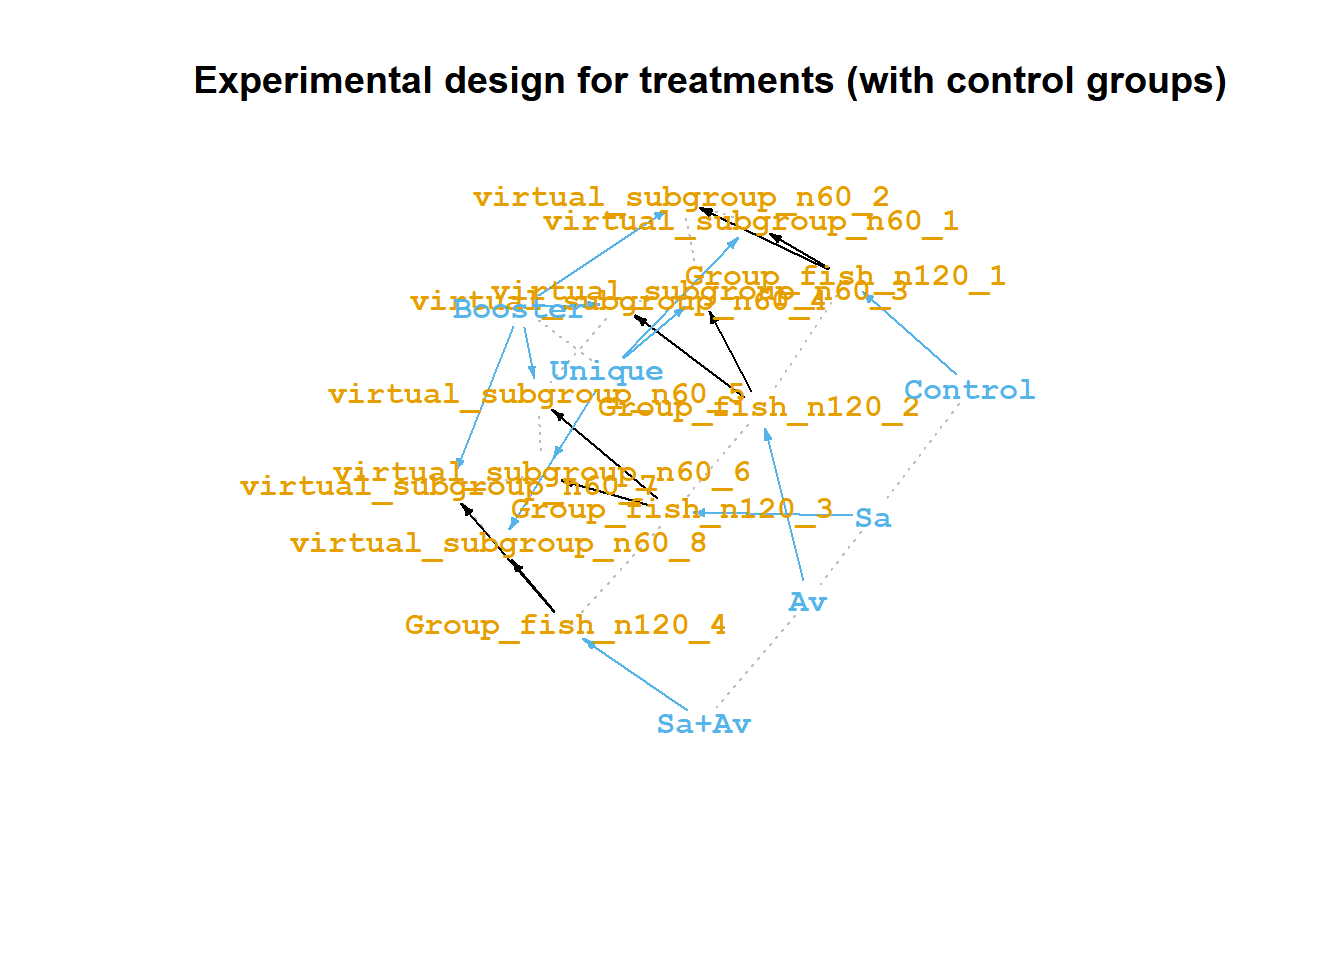 Experimental design for treatments (with control groups)
virtual_subgroup_n60_2
virtual_subgroup_n60_1
Group_fish_n120_1
virtual_subgroup_n60_3
virtual_subgroup_n60_4
Booster
Unique
Control
virtual_subgroup_n60_5
Group_fish_n120_2
virtual_subgroup_n60_6
virtual_subgroup_n60_7
Group_fish_n120_3
Sa
virtual_subgroup_n60_8
Av
Group_fish_n120_4
Sa+Av